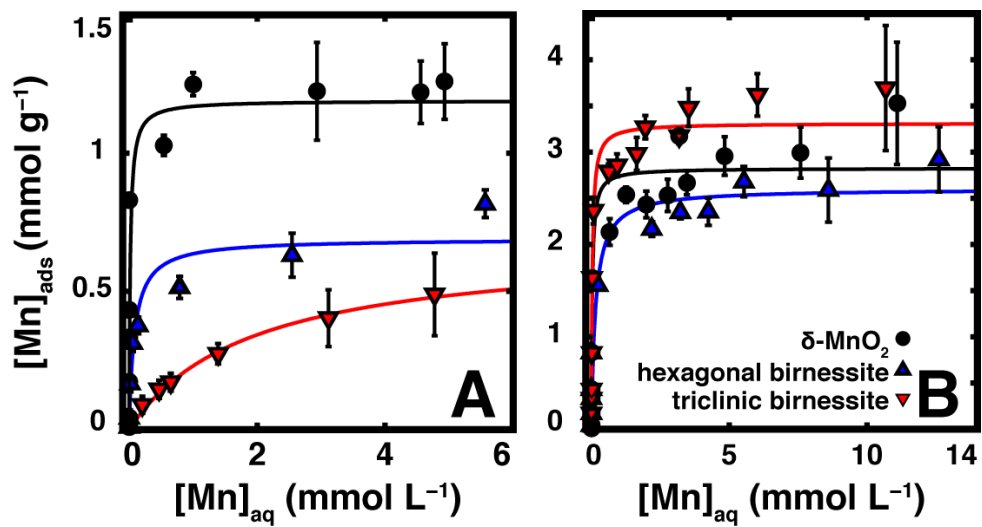 A
B
1.5
1
0.5
0
4
3
2
1
0
[Mn]ads (mmol g⁻¹)
δ-MnO₂
hexagonal birnessite
triclinic birnessite
0 2 4 6
0 5 10 14
[Mn]aq (mmol L⁻¹)
[Mn]aq (mmol L⁻¹)